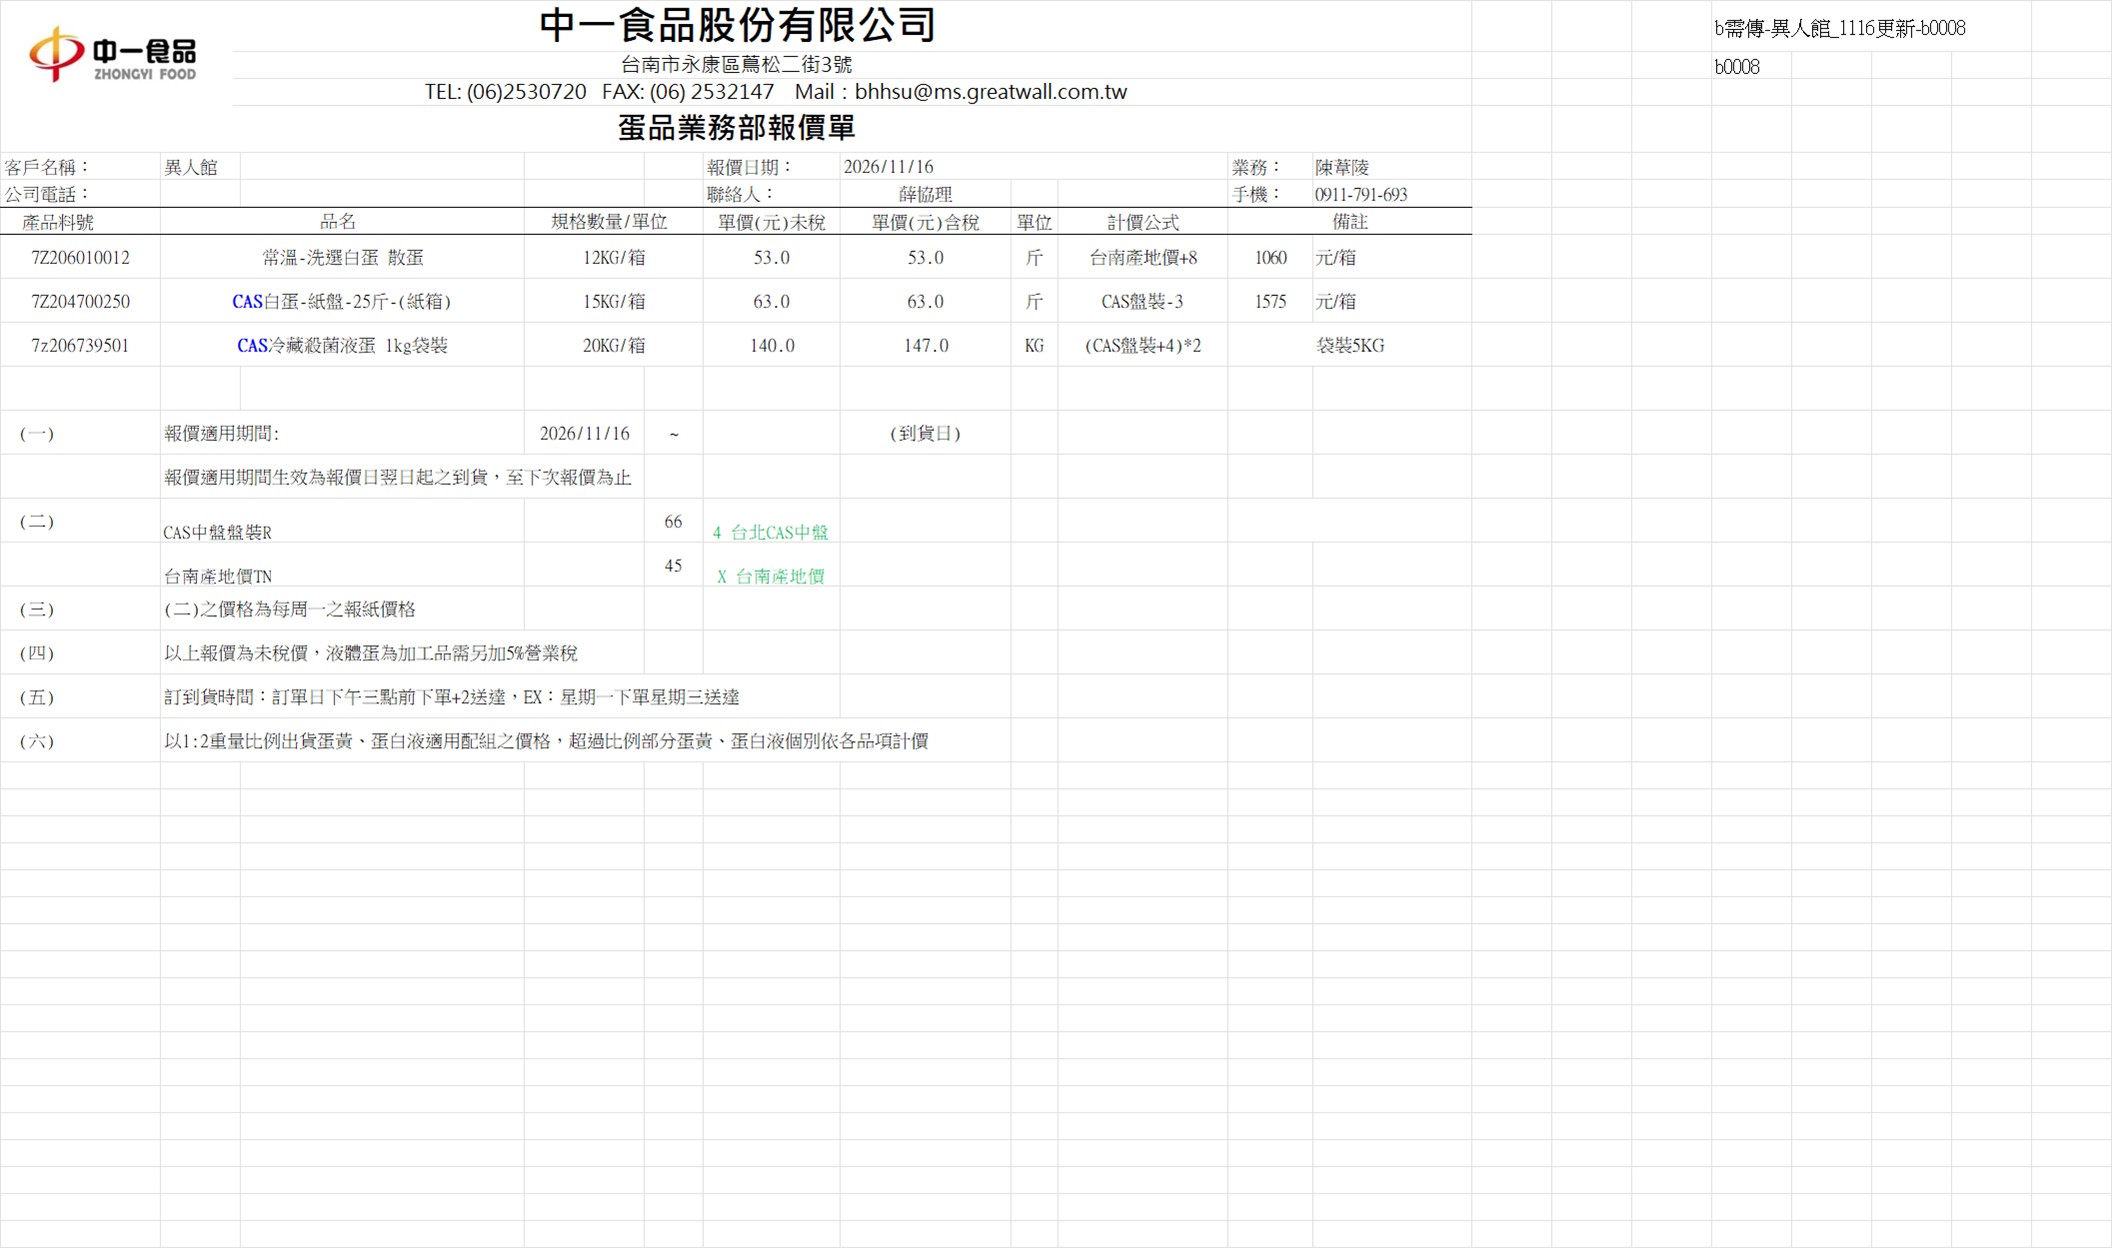 中一食品
ZHONGYI FOOD
中一食品股份有限公司
b需傳-異人館_1116更新-b0008
台南市永康區蔦松二街3號
b0008
TEL: (06)2530720 FAX: (06) 2532147 Mail：bhhsu@ms.greatwall.com.tw
蛋品業務部報價單
客戶名稱： 異人館 報價日期： 2026/11/16 業務： 陳葦陵
公司電話： 聯絡人： 薛協理 手機： 0911-791-693
產品料號 品名 規格數量/單位 單價(元)未稅 單價(元)含稅 單位 計價公式 備註
7Z206010012 常溫-洗選白蛋 散蛋 12KG/箱 53.0 53.0 斤 台南產地價+8 1060 元/箱
7Z204700250 CAS白蛋-紙盤-25斤-(紙箱) 15KG/箱 63.0 63.0 斤 CAS盤裝-3 1575 元/箱
7z206739501 CAS冷藏殺菌液蛋 1kg袋裝 20KG/箱 140.0 147.0 KG (CAS盤裝+4)*2 袋裝5KG
(一) 報價適用期間: 2026/11/16 ~ (到貨日)
報價適用期間生效為報價日翌日起之到貨，至下次報價為止
(二) CAS中盤盤裝R 66 4 台北CAS中盤
台南產地價TN 45 X 台南產地價
(三) (二)之價格為每周一之報紙價格
(四) 以上報價為未稅價，液體蛋為加工品需另加5%營業稅
(五) 訂到貨時間：訂單日下午三點前下單+2送達，EX：星期一下單星期三送達
(六) 以1:2重量比例出貨蛋黃、蛋白液適用配組之價格，超過比例部分蛋黃、蛋白液個別依各品項計價